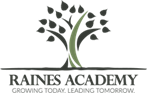 RAINES ACADEMY
GROWING TODAY. LEADING TOMORROW.